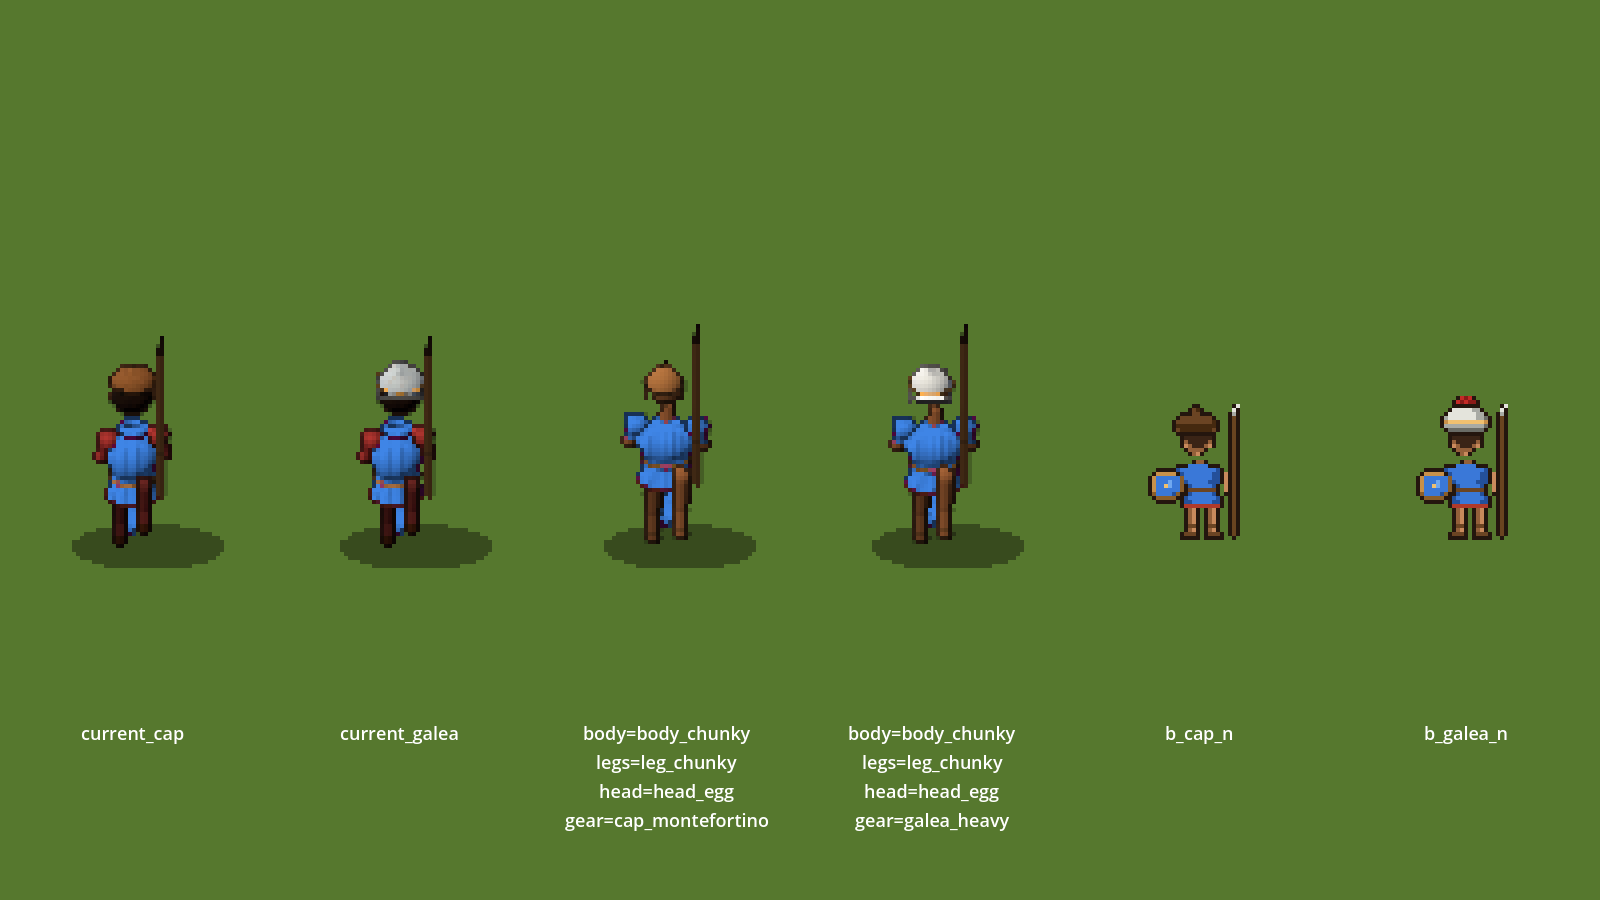 current_cap
current_galea
body=body_chunky
legs=leg_chunky
head=head_egg
gear=cap_montefortino
body=body_chunky
legs=leg_chunky
head=head_egg
gear=galea_heavy
b_cap_n
b_galea_n